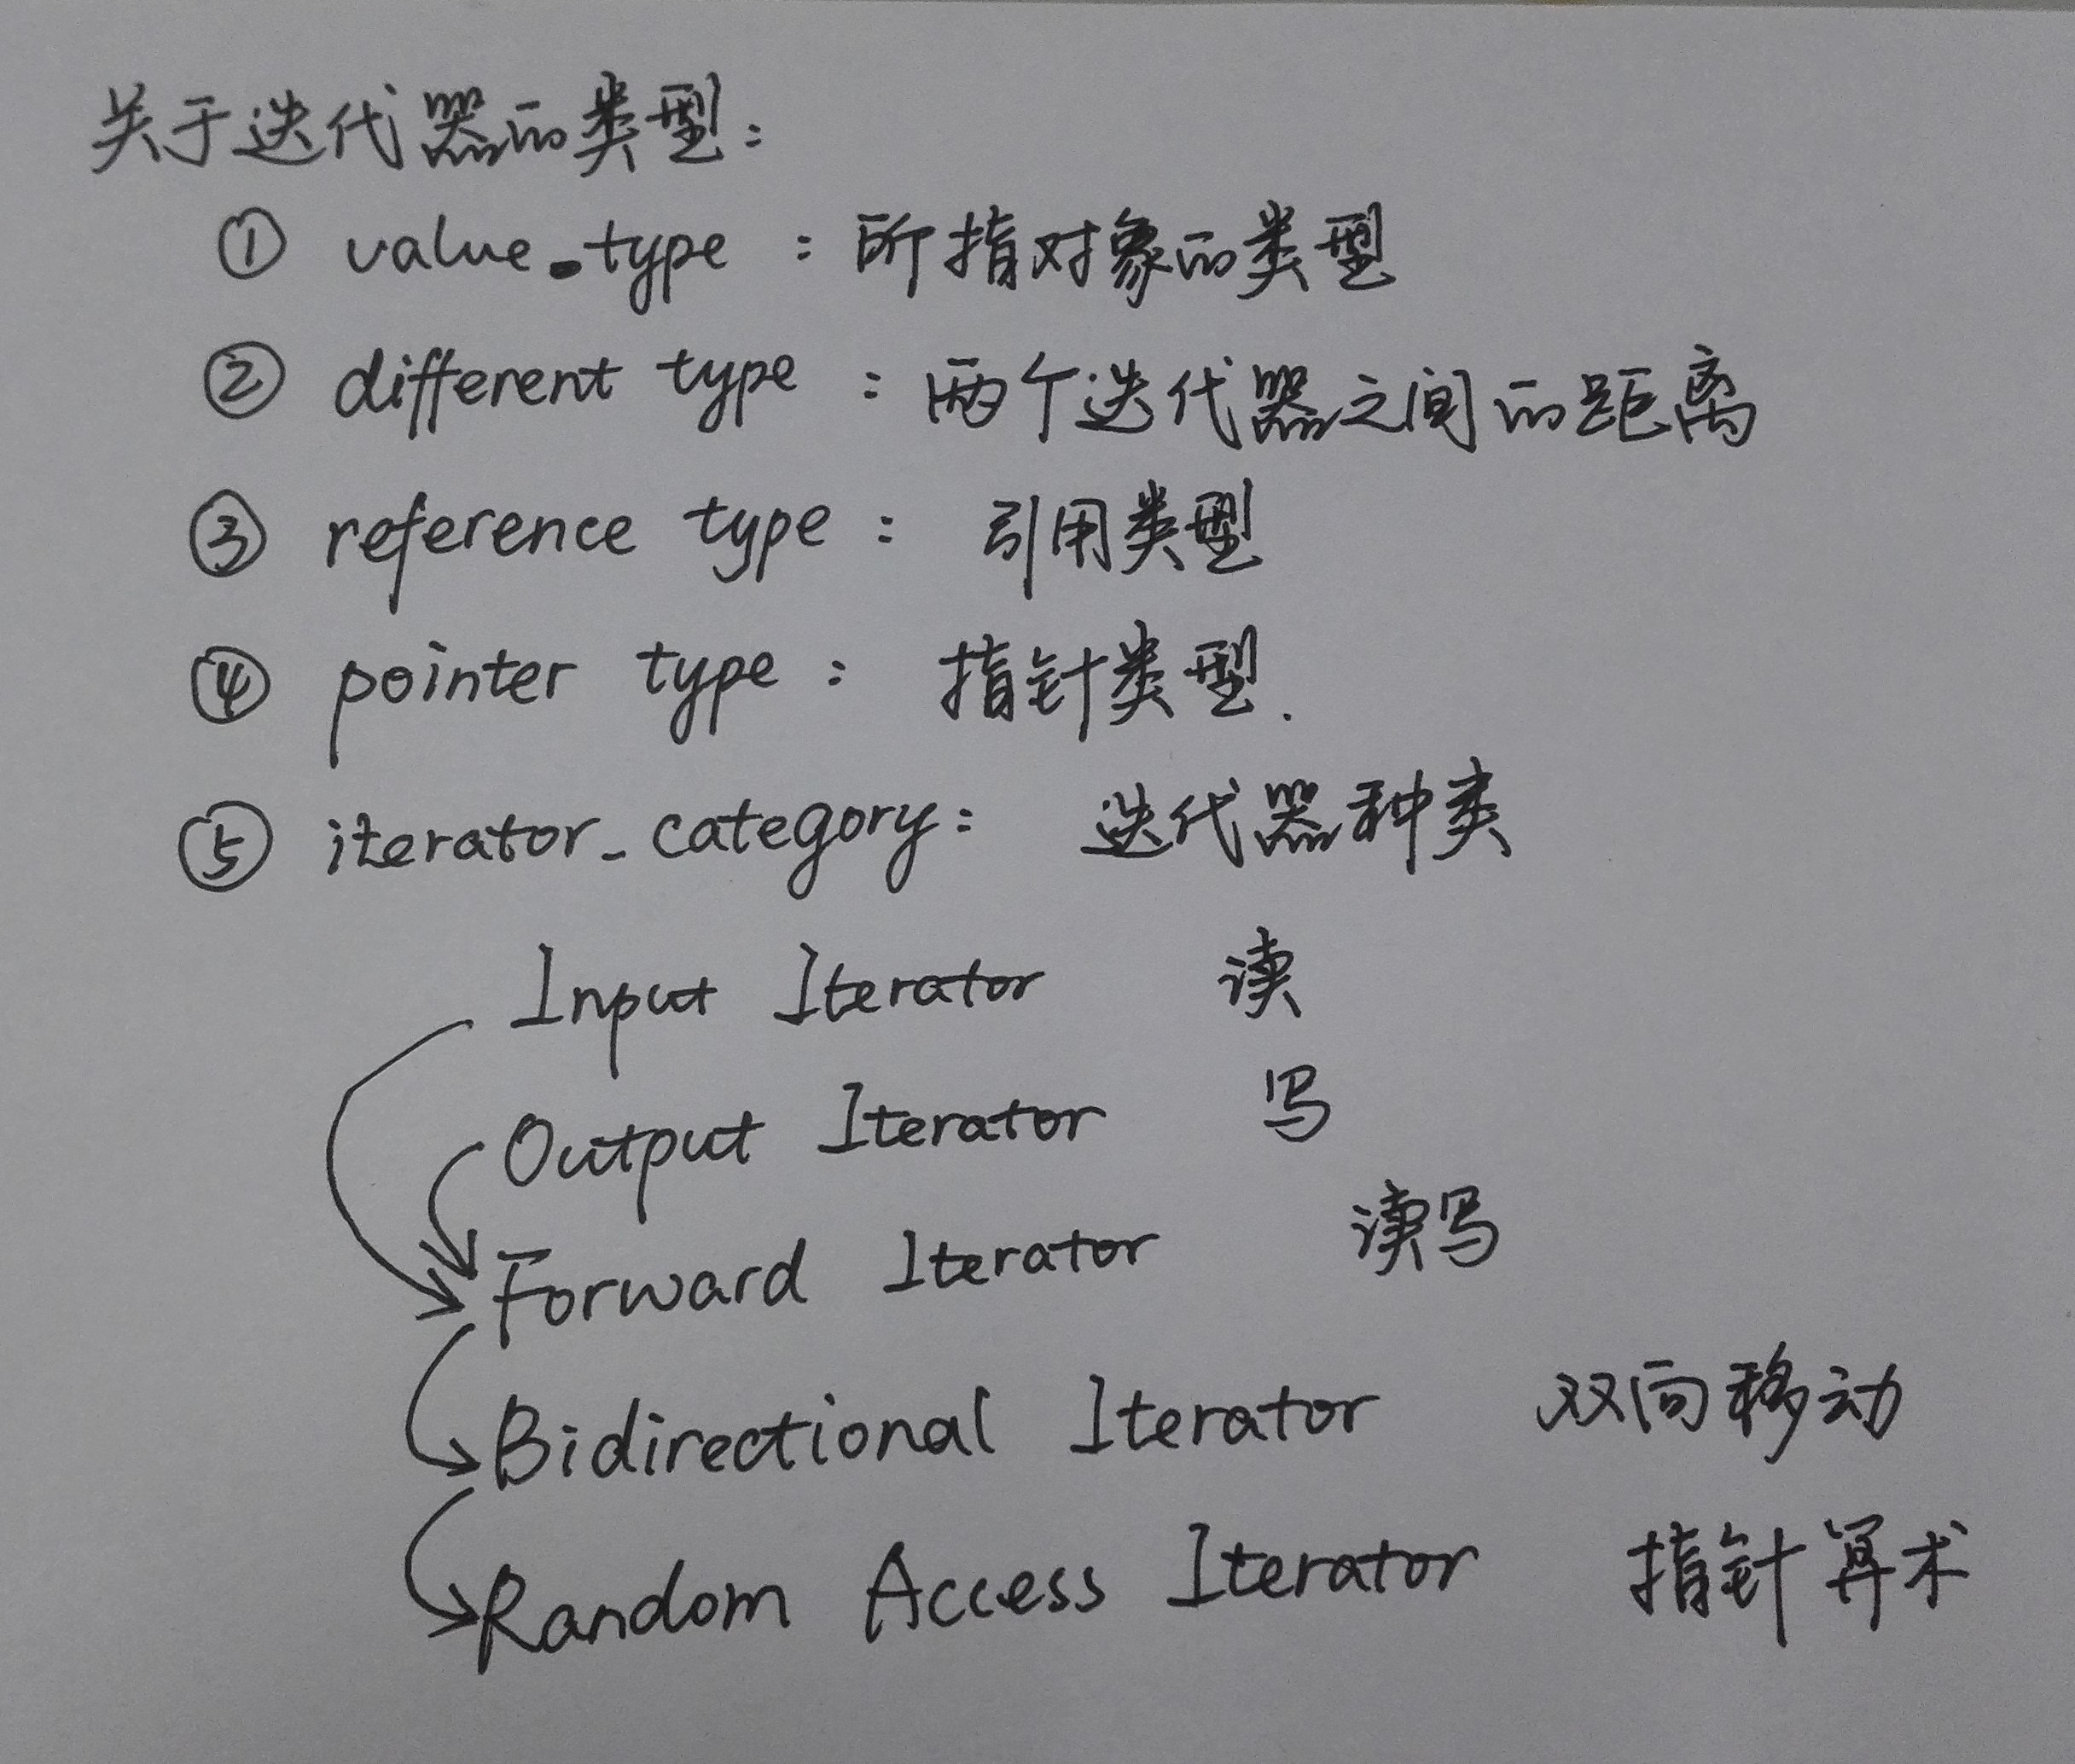 关于迭代器的类型：
① value_type：所指对象的类型
② different type：两个迭代器之间的距离
③ reference type：引用类型
④ pointer type：指针类型.
⑤ iterator_category：迭代器种类
Input Iterator 读
Output Iterator 写
Forward Iterator 读写
Bidirectional Iterator 双向移动
Random Access Iterator 指针算术